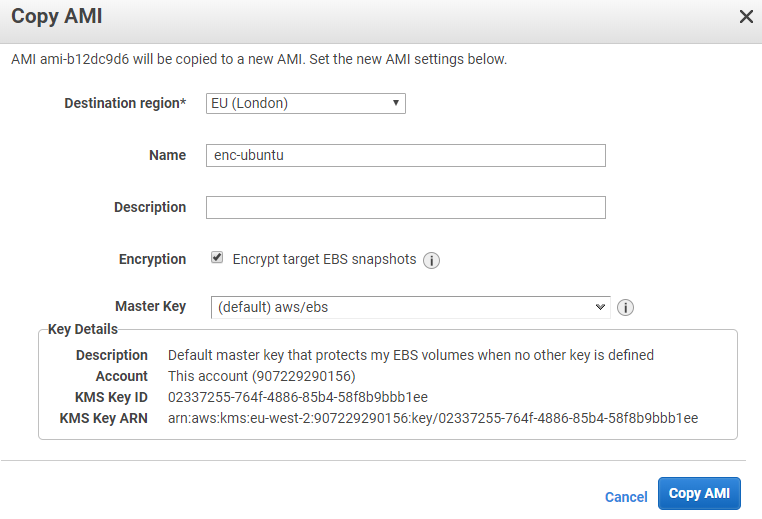 Copy AMI
AMI ami-b12dc9d6 will be copied to a new AMI. Set the new AMI settings below.
Destination region* EU (London)
Name enc-ubuntu
Description
Encryption Encrypt target EBS snapshots i
Master Key (default) aws/ebs i
Key Details
Description Default master key that protects my EBS volumes when no other key is defined
Account This account (907229290156)
KMS Key ID 02337255-764f-4886-85b4-58f8b9bbb1ee
KMS Key ARN arn:aws:kms:eu-west-2:907229290156:key/02337255-764f-4886-85b4-58f8b9bbb1ee
Cancel Copy AMI